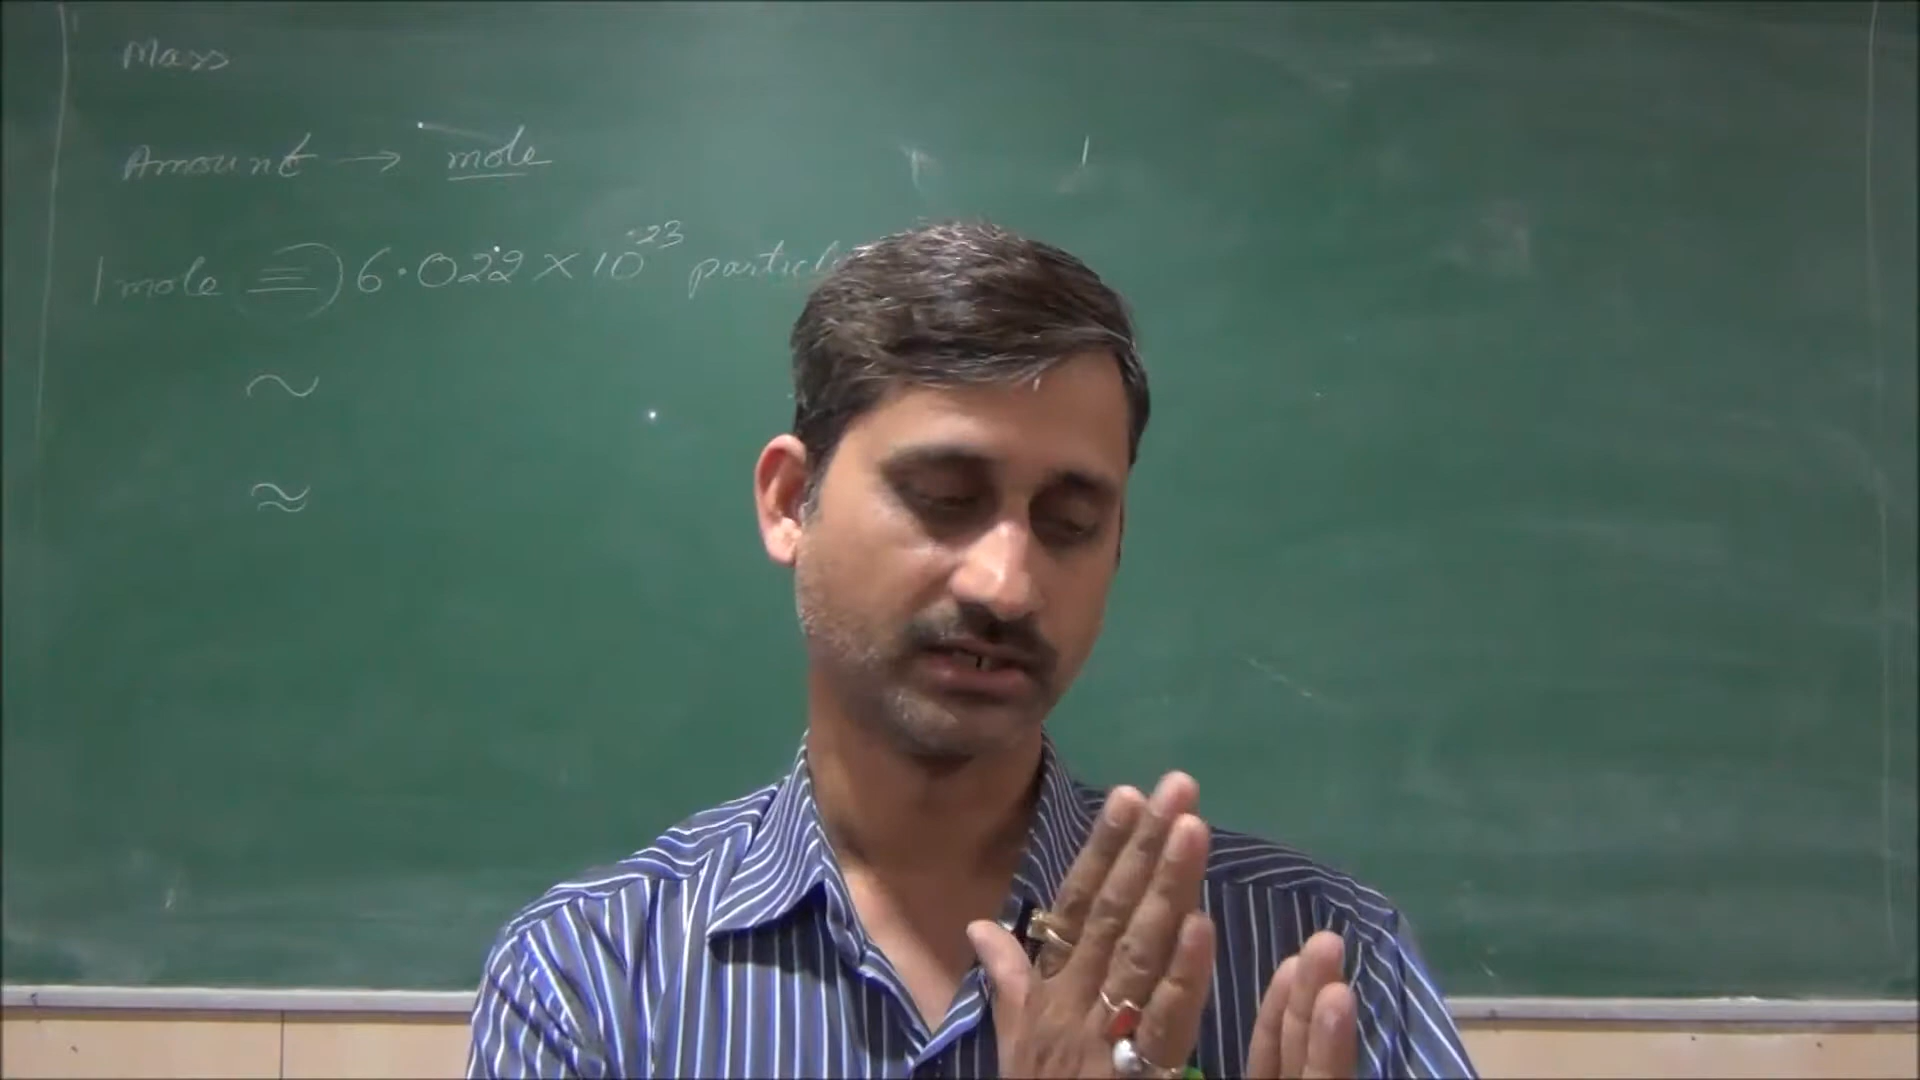 Mass
Amount → mole
1 mole ≡ 6.022 × 10²³
~
≈